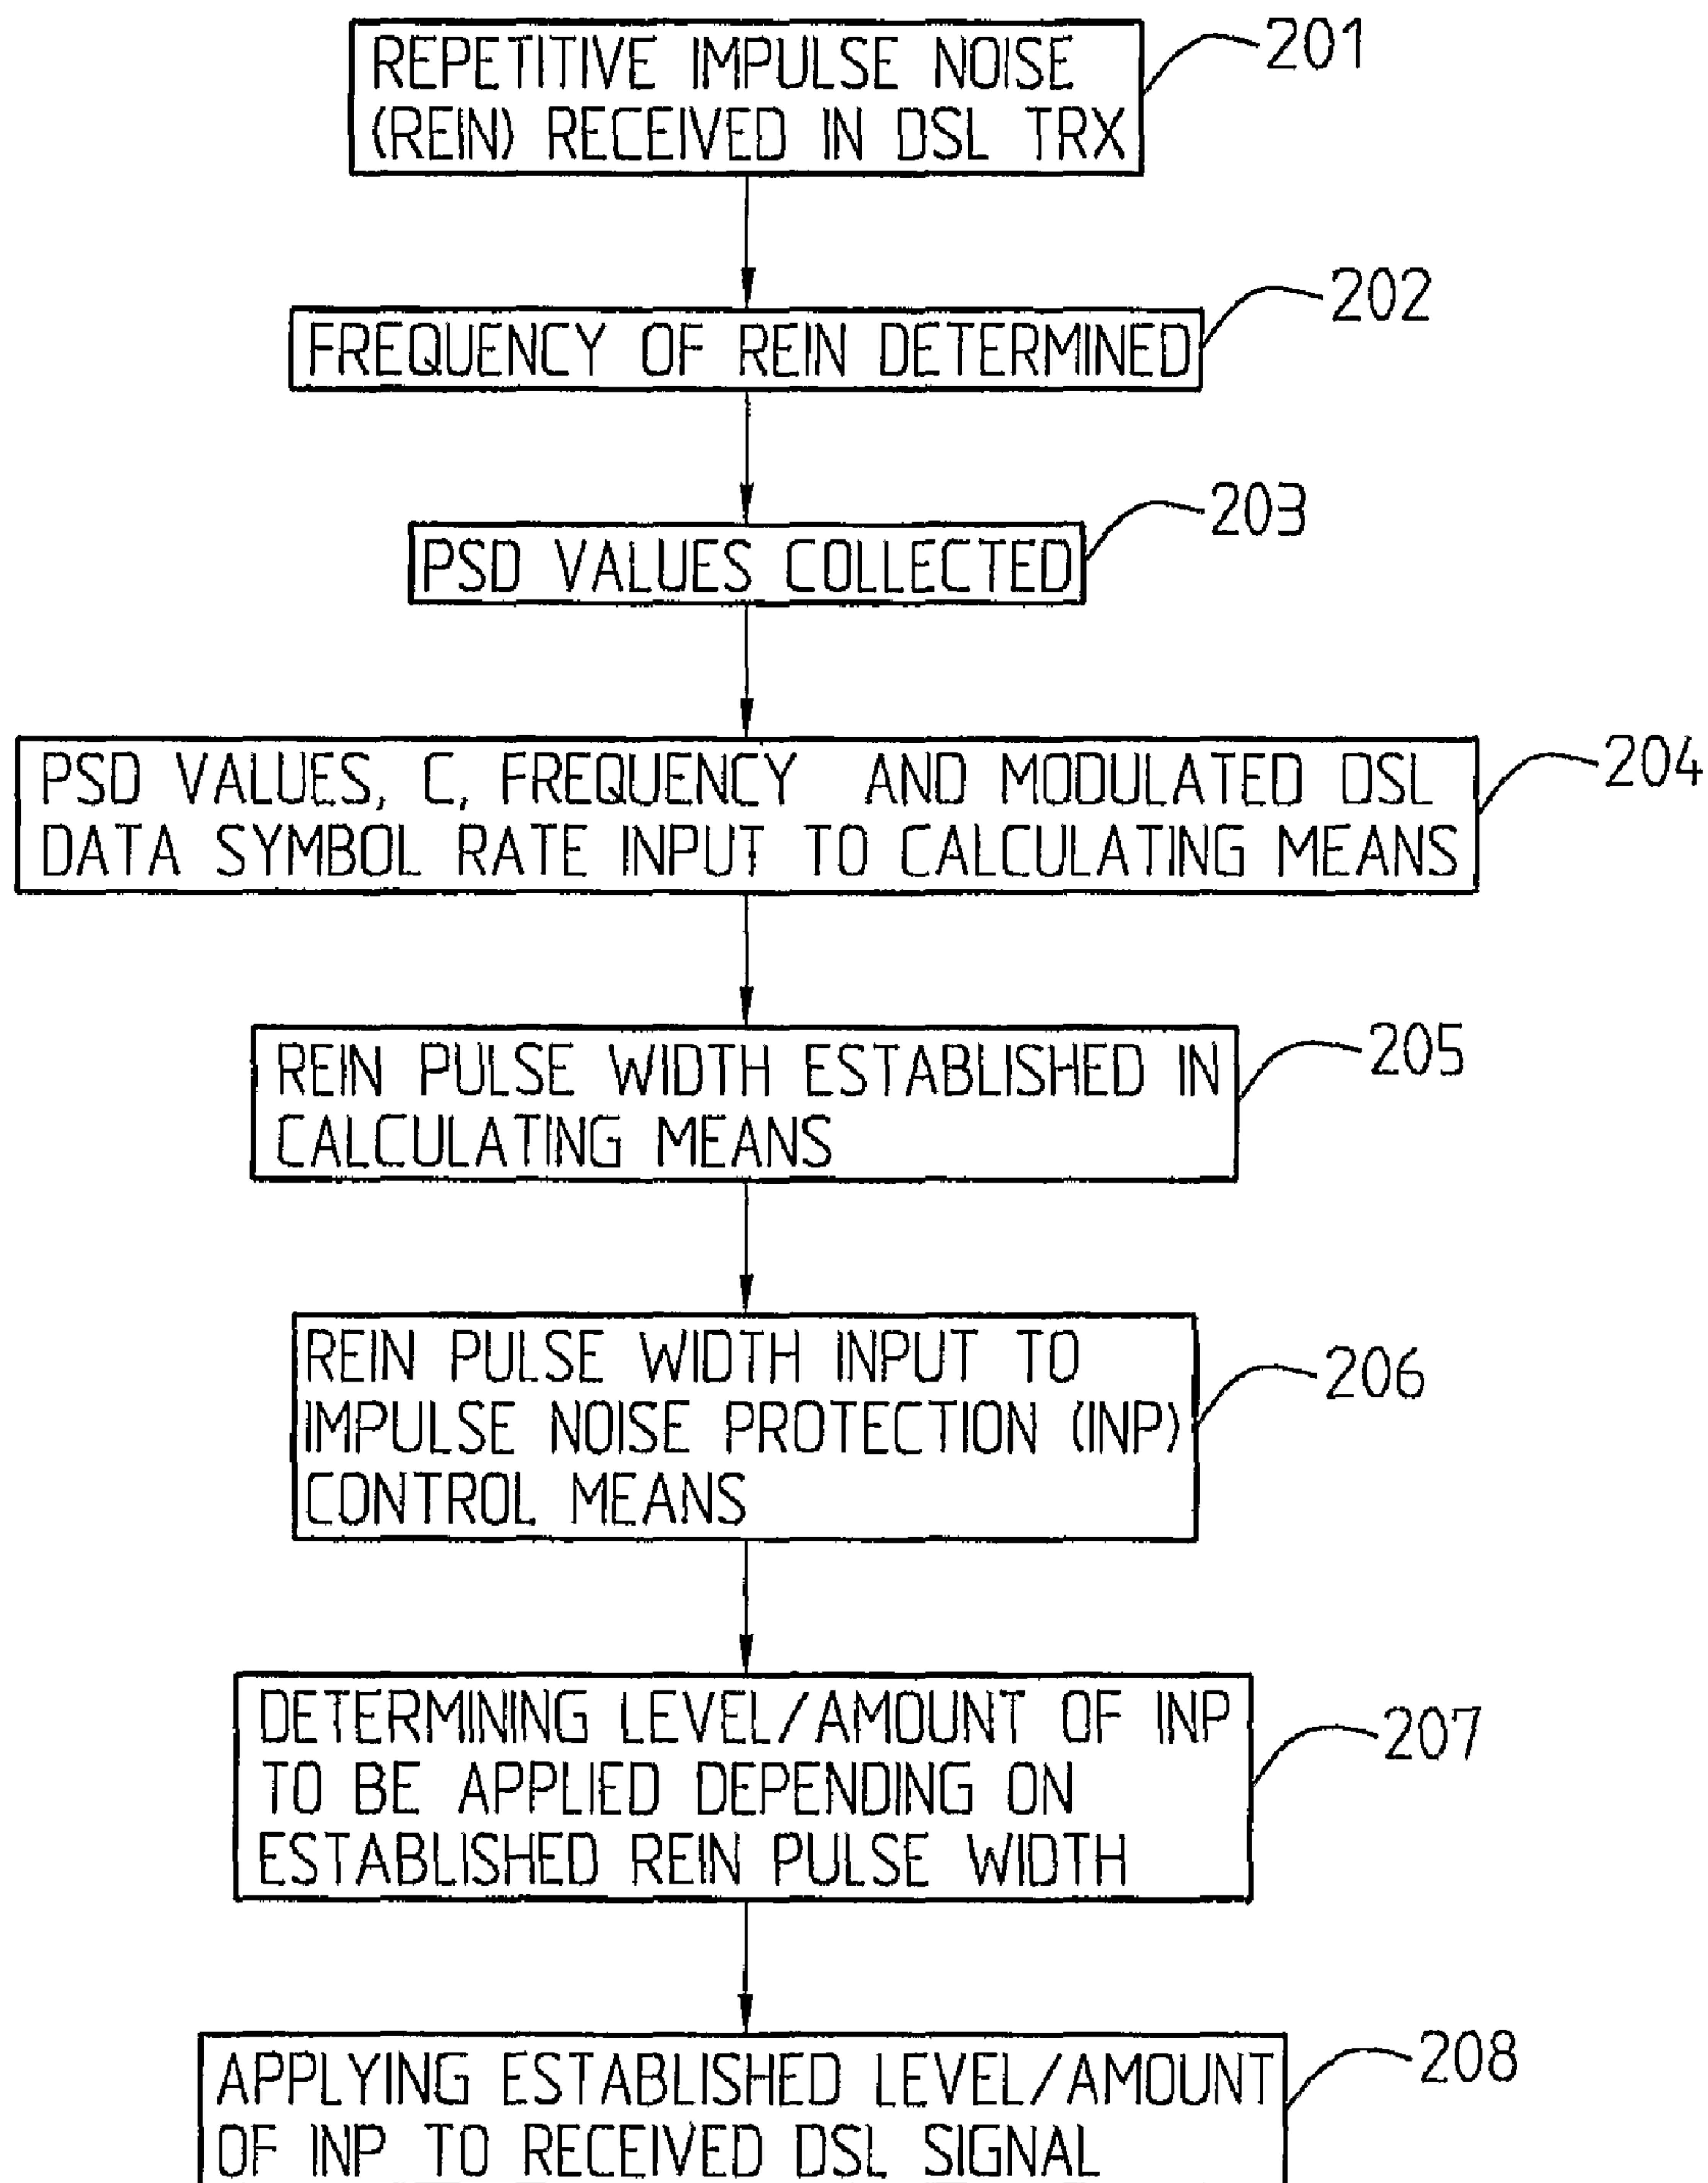 REPETITIVE IMPULSE NOISE
(REIN) RECEIVED IN DSL TRX
201
FREQUENCY OF REIN DETERMINED
202
PSD VALUES COLLECTED
203
PSD VALUES, C, FREQUENCY AND MODULATED DSL
DATA SYMBOL RATE INPUT TO CALCULATING MEANS
204
REIN PULSE WIDTH ESTABLISHED IN
CALCULATING MEANS
205
REIN PULSE WIDTH INPUT TO
IMPULSE NOISE PROTECTION (INP)
CONTROL MEANS
206
DETERMINING LEVEL/AMOUNT OF INP
TO BE APPLIED DEPENDING ON
ESTABLISHED REIN PULSE WIDTH
207
APPLYING ESTABLISHED LEVEL/AMOUNT
OF INP TO RECEIVED DSL SIGNAL
208